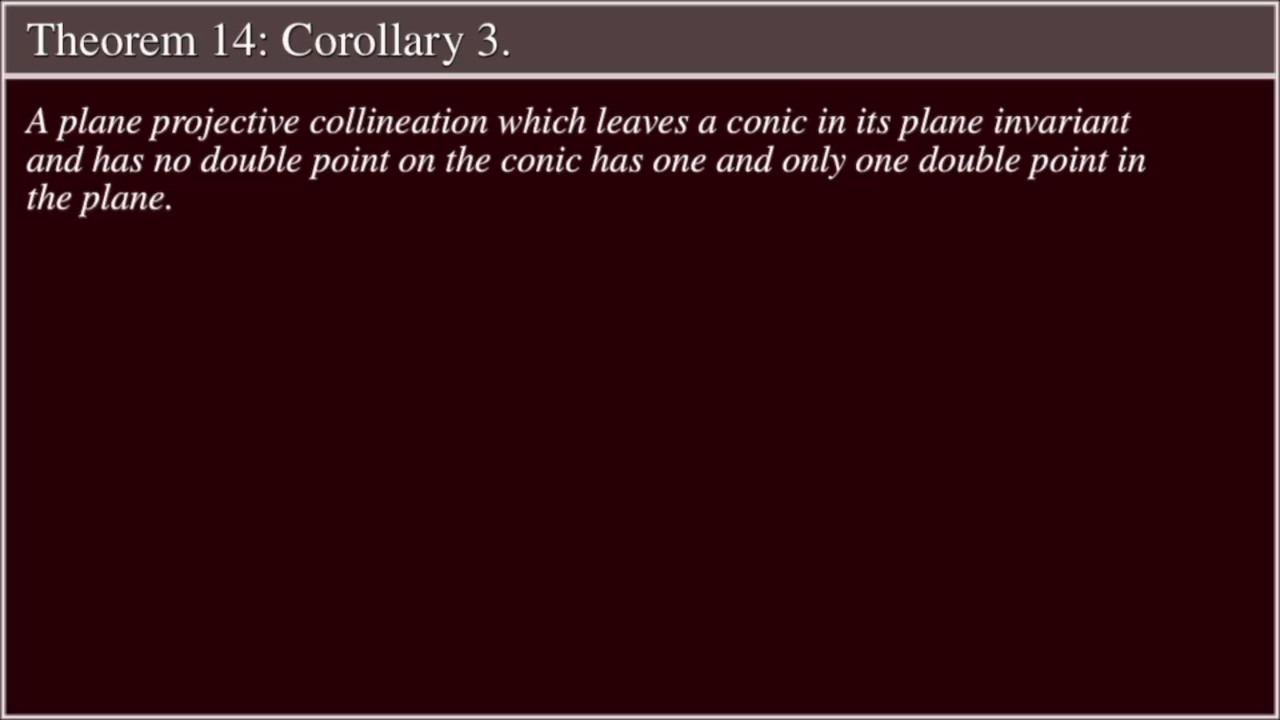 Theorem 14: Corollary 3.
A plane projective collineation which leaves a conic in its plane invariant
and has no double point on the conic has one and only one double point in
the plane.